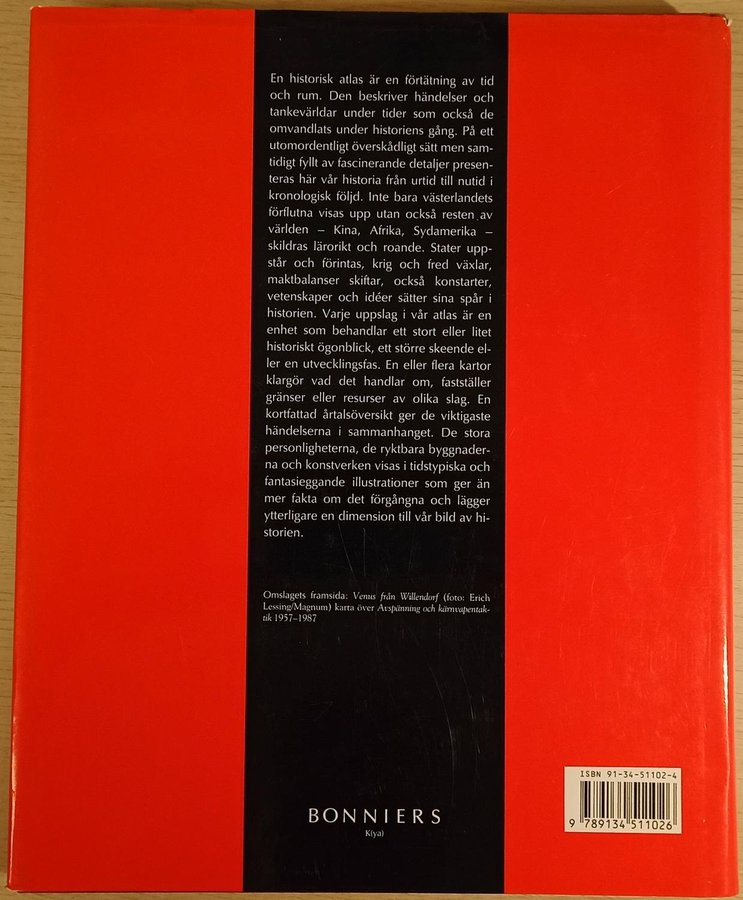 En historisk atlas är en förtätning av tid
och rum. Den beskriver händelser och
tankevärldar under tider som också de
omvandlats under historiens gång. På ett
utomordentligt överskådligt sätt men sam-
tidigt fyllt av fascinerande detaljer presen-
teras här vår historia från urtid till nutid i
kronologisk följd. Inte bara västerlandets
förflutna visas upp utan också resten av
världen – Kina, Afrika, Sydamerika –
skildras lärorikt och roande. Stater upp-
står och förintas, krig och fred växlar,
maktbalanser skiftar, också konstarter,
vetenskaper och idéer sätter sina spår i
historien. Varje uppslag i vår atlas är en
enhet som behandlar ett stort eller litet
historiskt ögonblick, ett större skeende el-
ler en utvecklingsfas. En eller flera kartor
klargör vad det handlar om, fastställer
gränser eller resurser av olika slag. En
kortfattad årtalsöversikt ger de viktigaste
händelserna i sammanhanget. De stora
personligheterna, de ryktbara byggnader-
na och konstverken visas i tidstypiska och
fantasieggande illustrationer som ger än
mer fakta om det förgångna och lägger
ytterligare en dimension till vår bild av hi-
storien.
Omslagets framsida: Venus från Willendorf (foto: Erich
Lessing/Magnum) karta över Avspänning och kärnvapentak-
tik 1957–1987
BONNIERS
K(ya)
ISBN 91-34-51102-4
9 789134 511026